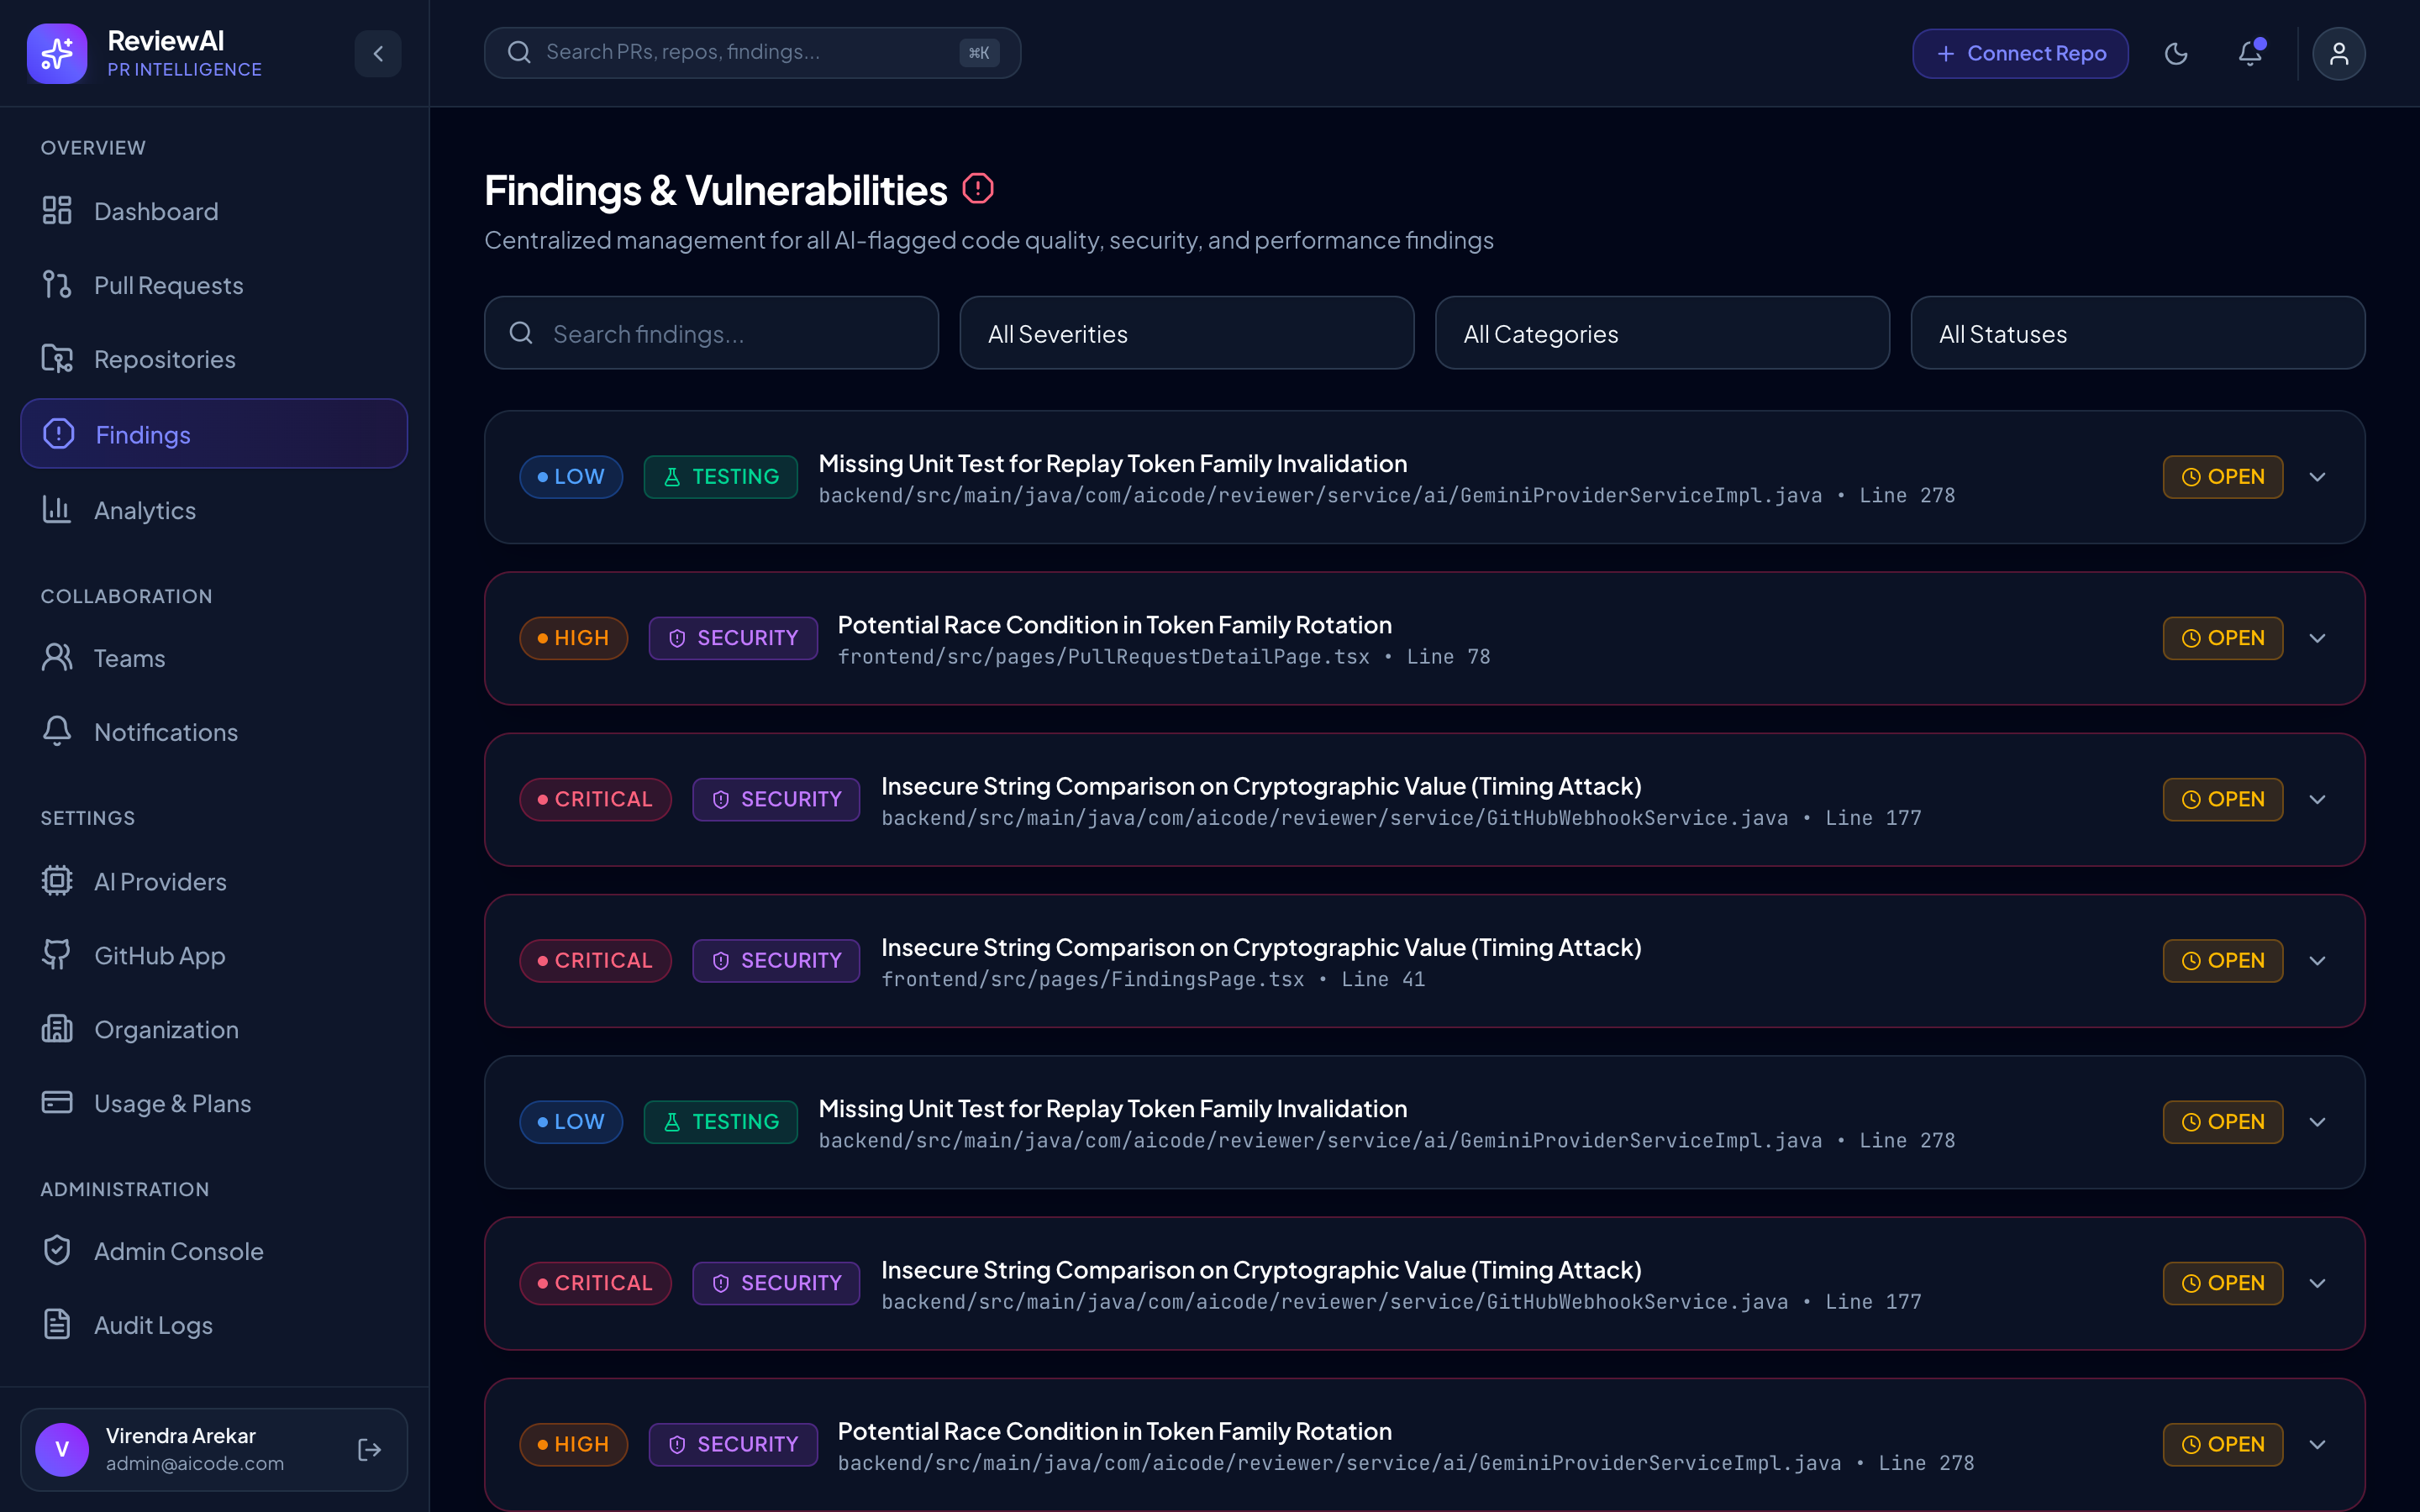 ReviewAI
PR INTELLIGENCE
Search PRs, repos, findings...
⌘K
Connect Repo
OVERVIEW
Dashboard
Pull Requests
Repositories
Findings
Analytics
COLLABORATION
Teams
Notifications
SETTINGS
AI Providers
GitHub App
Organization
Usage & Plans
ADMINISTRATION
Admin Console
Audit Logs
V
Virendra Arekar
admin@aicode.com
Findings & Vulnerabilities
Centralized management for all AI-flagged code quality, security, and performance findings
Search findings...
All Severities
All Categories
All Statuses
LOW
TESTING
Missing Unit Test for Replay Token Family Invalidation
backend/src/main/java/com/aicode/reviewer/service/ai/GeminiProviderServiceImpl.java • Line 278
OPEN
HIGH
SECURITY
Potential Race Condition in Token Family Rotation
frontend/src/pages/PullRequestDetailPage.tsx • Line 78
OPEN
CRITICAL
SECURITY
Insecure String Comparison on Cryptographic Value (Timing Attack)
backend/src/main/java/com/aicode/reviewer/service/GitHubWebhookService.java • Line 177
OPEN
CRITICAL
SECURITY
Insecure String Comparison on Cryptographic Value (Timing Attack)
frontend/src/pages/FindingsPage.tsx • Line 41
OPEN
LOW
TESTING
Missing Unit Test for Replay Token Family Invalidation
backend/src/main/java/com/aicode/reviewer/service/ai/GeminiProviderServiceImpl.java • Line 278
OPEN
CRITICAL
SECURITY
Insecure String Comparison on Cryptographic Value (Timing Attack)
backend/src/main/java/com/aicode/reviewer/service/GitHubWebhookService.java • Line 177
OPEN
HIGH
SECURITY
Potential Race Condition in Token Family Rotation
backend/src/main/java/com/aicode/reviewer/service/ai/GeminiProviderServiceImpl.java • Line 278
OPEN